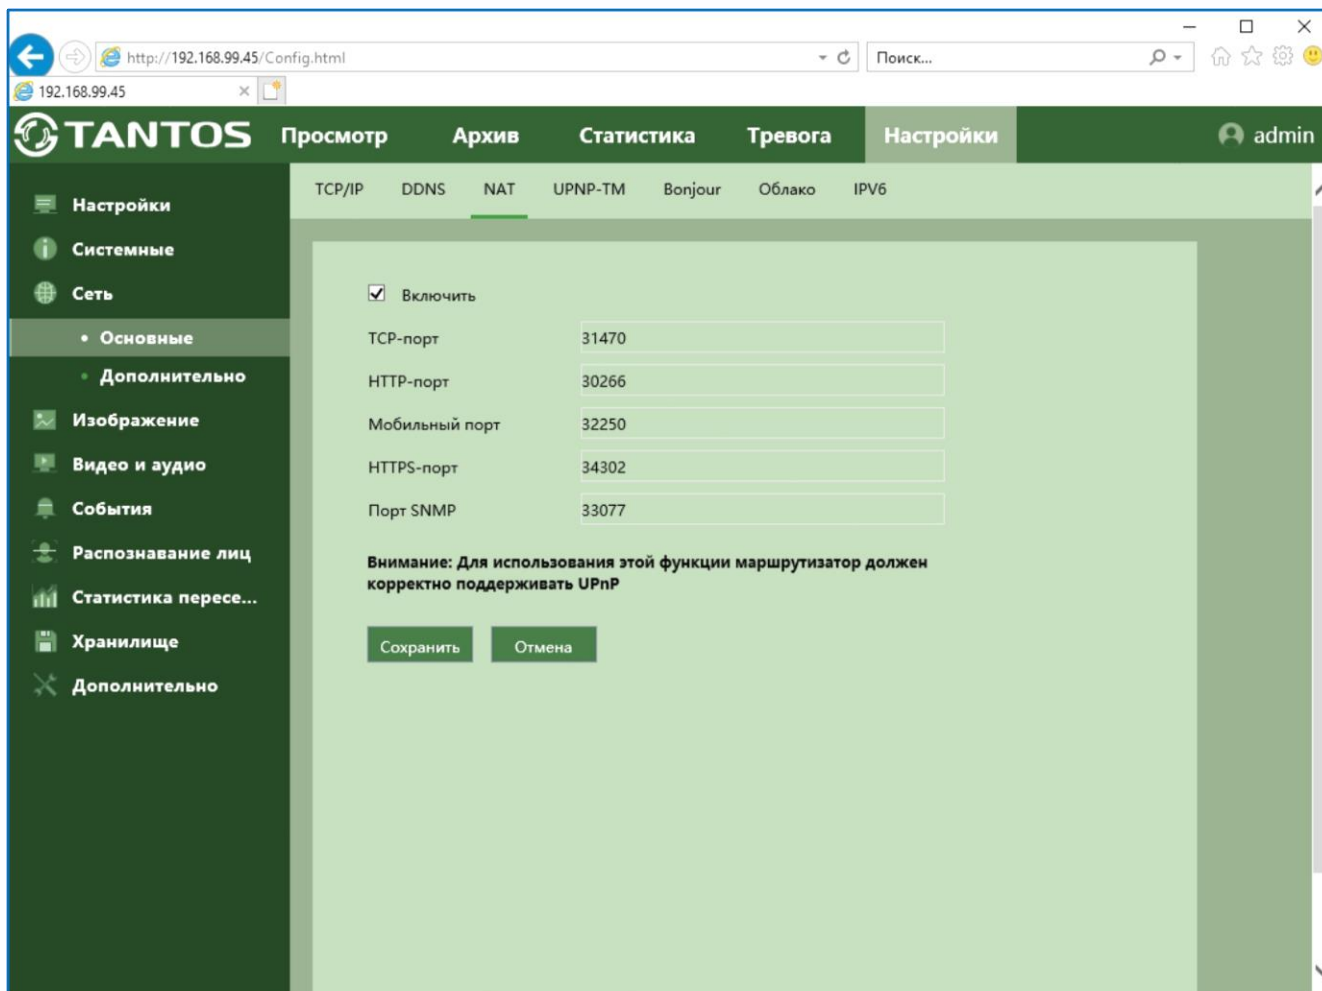 http://192.168.99.45/Config.html
Поиск...
192.168.99.45
TANTOS
Просмотр Архив Статистика Тревога Настройки admin
TCP/IP DDNS NAT UPNP-TM Bonjour Облако IPV6
Настройки
Системные
Сеть
Основные
Дополнительно
Изображение
Видео и аудио
События
Распознавание лиц
Статистика пересе...
Хранилище
Дополнительно
Включить
TCP-порт 31470
HTTP-порт 30266
Мобильный порт 32250
HTTPS-порт 34302
Порт SNMP 33077
Внимание: Для использования этой функции маршрутизатор должен
корректно поддерживать UPnP
Сохранить Отмена